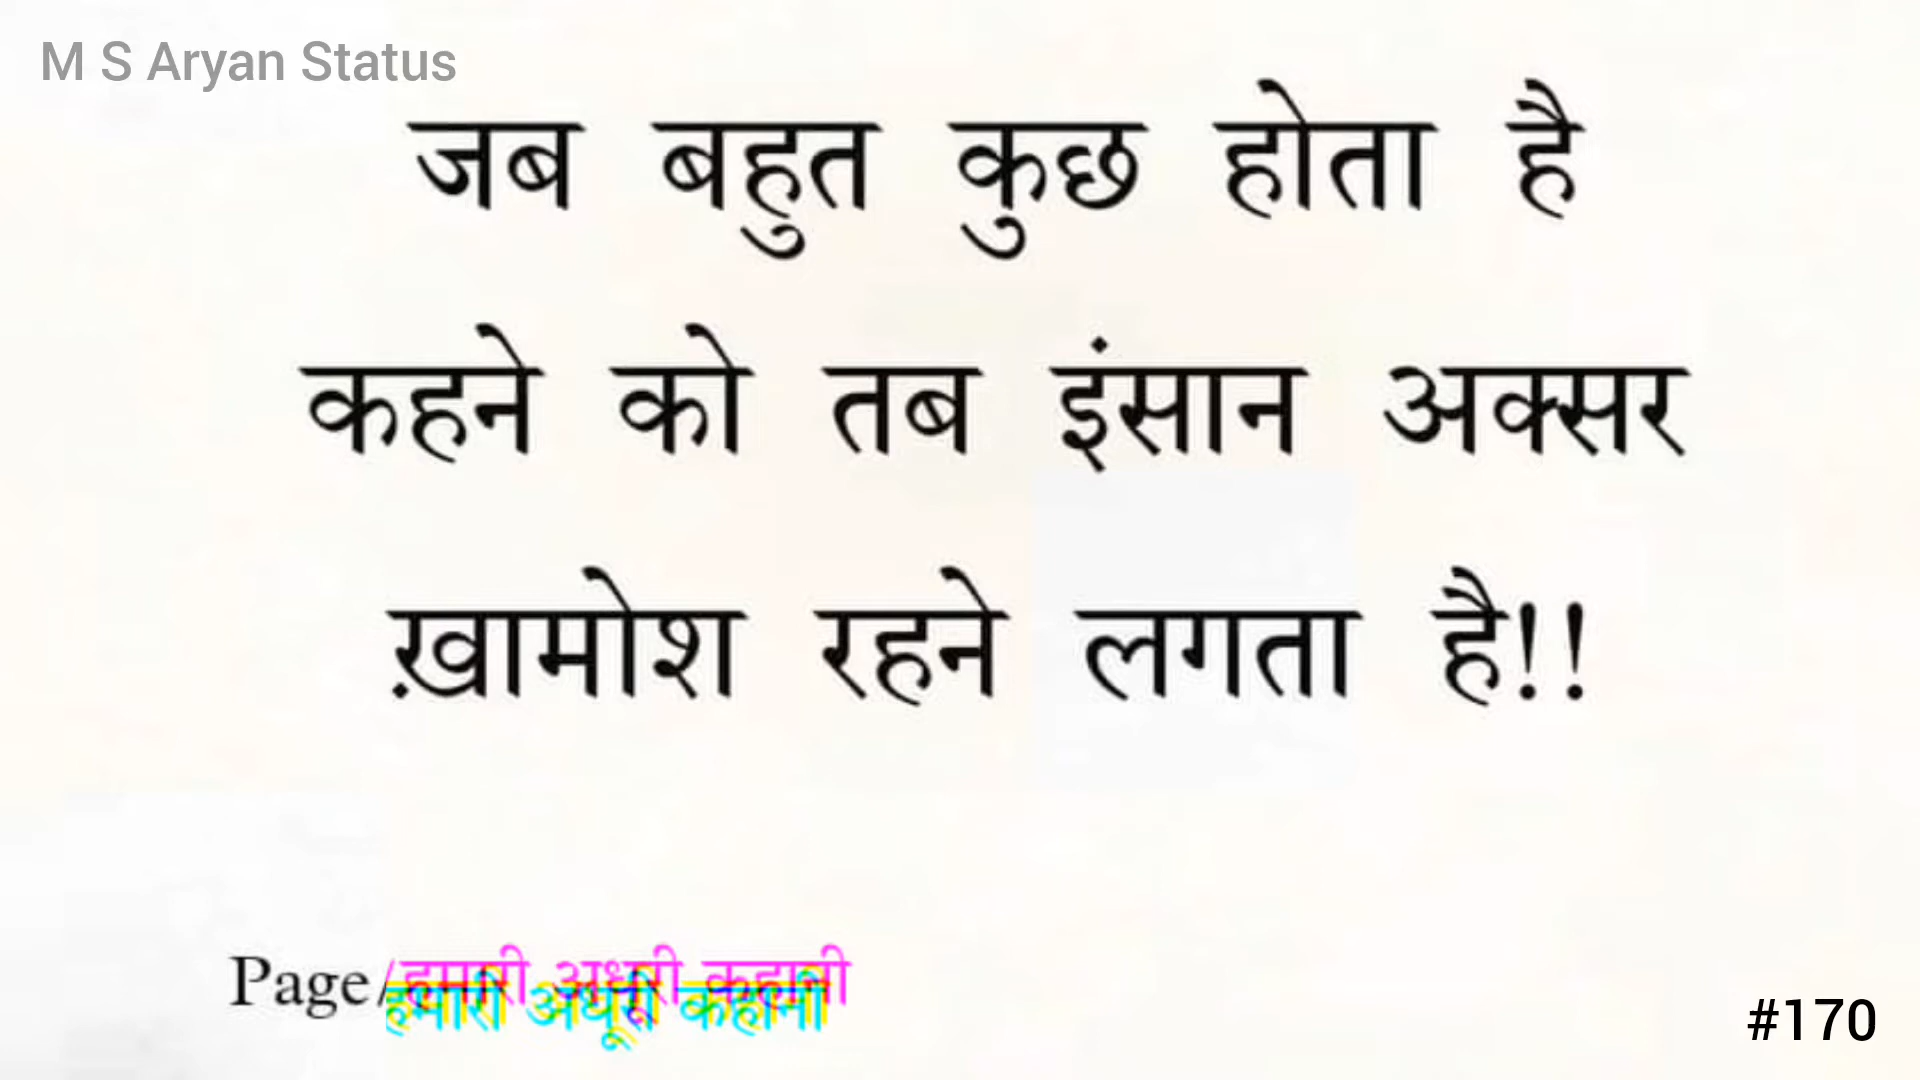 M S Aryan Status
जब बहुत कुछ होता है
कहने को तब इंसान अक्सर
ख़ामोश रहने लगता है!!
Page/हमारी अधूरी कहानी
#170